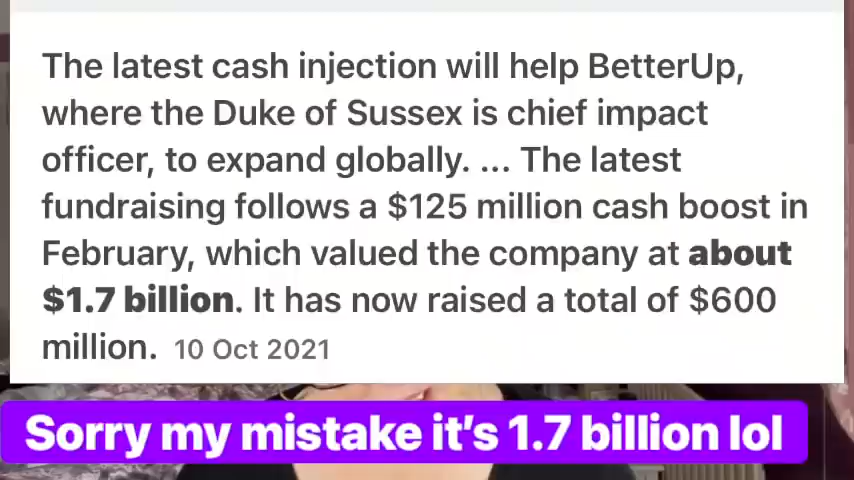 The latest cash injection will help BetterUp,
where the Duke of Sussex is chief impact
officer, to expand globally. ... The latest
fundraising follows a $125 million cash boost in
February, which valued the company at about
$1.7 billion. It has now raised a total of $600
million. 10 Oct 2021
Sorry my mistake it's 1.7 billion lol